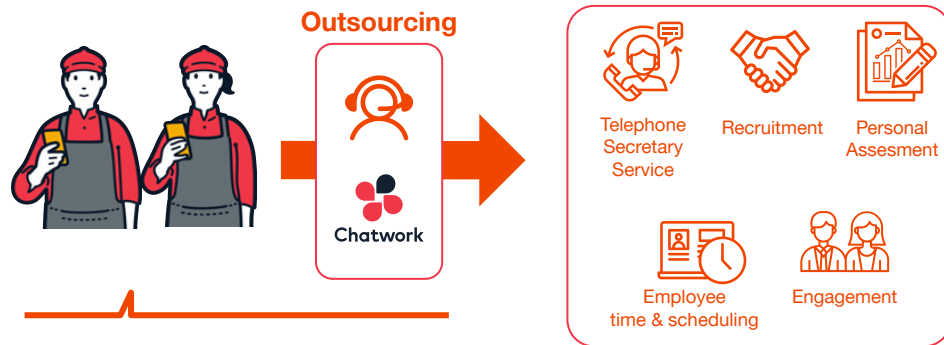 Outsourcing
Chatwork
Telephone
Secretary
Service
Recruitment
Personal
Assesment
Employee
time & scheduling
Engagement